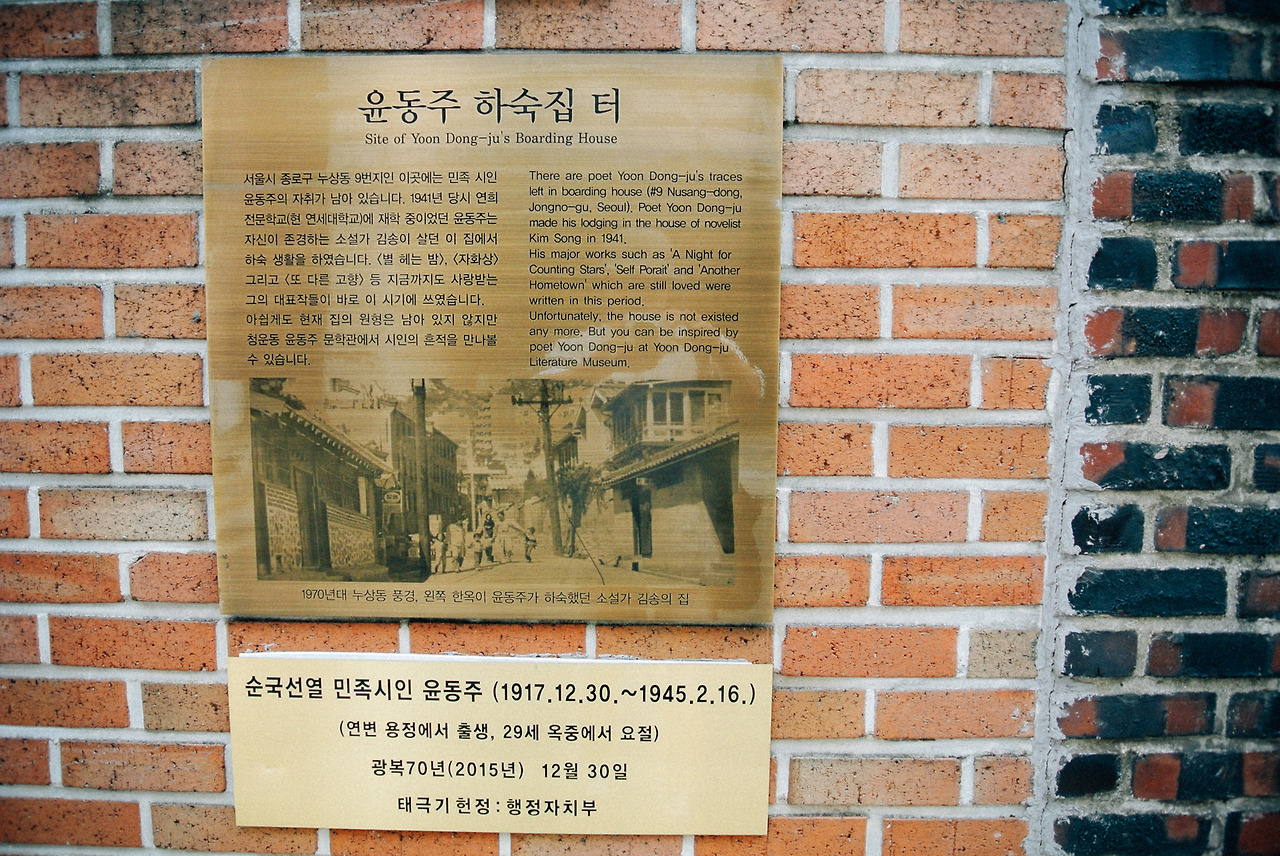 윤동주 하숙집 터
Site of Yoon Dong-ju's Boarding House
서울시 종로구 누상동 9번지인 이곳에는 민족 시인
윤동주의 자취가 남아 있습니다. 1941년 당시 연희
전문학교(현 연세대학교)에 재학 중이었던 윤동주는
자신이 존경하는 소설가 김송이 살던 이 집에서
하숙 생활을 하였습니다. <별 헤는 밤>, <자화상>
그리고 <또 다른 고향> 등 지금까지도 사랑받는
그의 대표작들이 바로 이 시기에 쓰였습니다.
아쉽게도 현재 집의 원형은 남아 있지 않지만
청운동 윤동주 문학관에서 시인의 흔적을 만나볼
수 있습니다.
There are poet Yoon Dong-ju's traces
left in boarding house (#9 Nusang-dong,
Jongno-gu, Seoul). Poet Yoon Dong-ju
made his lodging in the house of novelist
Kim Song in 1941.
His major works such as 'A Night for
Counting Stars', 'Self Porait' and 'Another
Hometown' which are still loved were
written in this period.
Unfortunately, the house is not existed
any more. But you can be inspired by
poet Yoon Dong-ju at Yoon Dong-ju
Literature Museum.
1970년대 누상동 풍경, 왼쪽 한옥이 윤동주가 하숙했던 소설가 김송의 집
순국선열 민족시인 윤동주 (1917.12.30.~1945.2.16.)
(연변 용정에서 출생, 29세 옥중에서 요절)
광복70년(2015년) 12월 30일
태극기 헌정 : 행정자치부